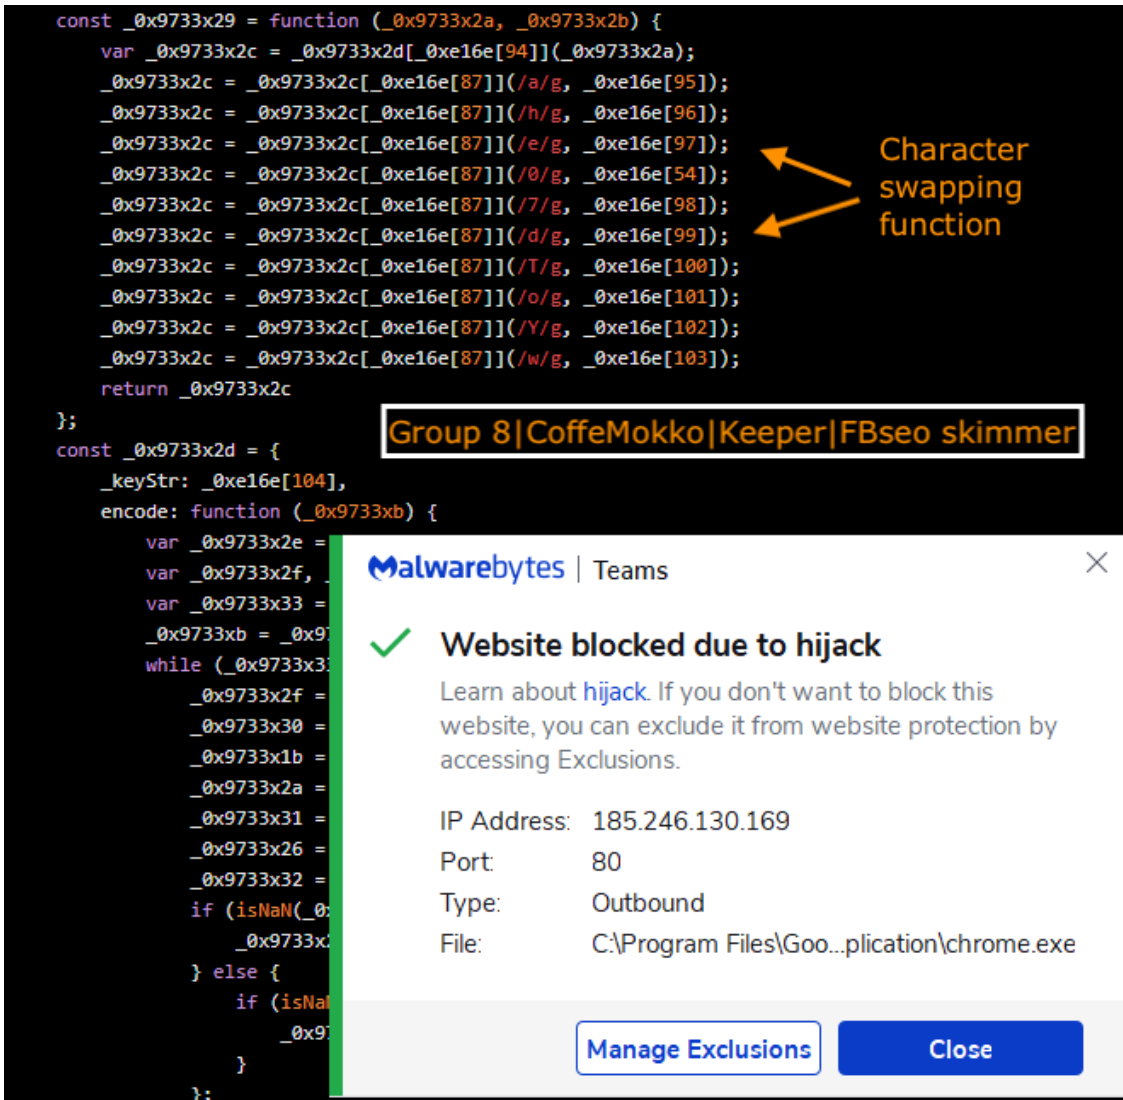 const _0x9733x29 = function (_0x9733x2a, _0x9733x2b) {
var _0x9733x2c = _0x9733x2d[_0xe16e[94]](_0x9733x2a);
_0x9733x2c = _0x9733x2c[_0xe16e[87]](/a/g, _0xe16e[95]);
_0x9733x2c = _0x9733x2c[_0xe16e[87]](/h/g, _0xe16e[96]);
_0x9733x2c = _0x9733x2c[_0xe16e[87]](/e/g, _0xe16e[97]);
_0x9733x2c = _0x9733x2c[_0xe16e[87]](/0/g, _0xe16e[54]);
_0x9733x2c = _0x9733x2c[_0xe16e[87]](/7/g, _0xe16e[98]);
_0x9733x2c = _0x9733x2c[_0xe16e[87]](/d/g, _0xe16e[99]);
_0x9733x2c = _0x9733x2c[_0xe16e[87]](/T/g, _0xe16e[100]);
_0x9733x2c = _0x9733x2c[_0xe16e[87]](/o/g, _0xe16e[101]);
_0x9733x2c = _0x9733x2c[_0xe16e[87]](/Y/g, _0xe16e[102]);
_0x9733x2c = _0x9733x2c[_0xe16e[87]](/w/g, _0xe16e[103]);
return _0x9733x2c
};
Character
swapping
function
Group 8|CoffeMokko|Keeper|FBseo skimmer
const _0x9733x2d = {
_keyStr: _0xe16e[104],
encode: function (_0x9733xb) {
var _0x9733x2e =
var _0x9733x2f, _
var _0x9733x33 =
_0x9733xb = _0x97
while (_0x9733x33
_0x9733x2f =
_0x9733x30 =
_0x9733x1b =
_0x9733x2a =
_0x9733x31 =
_0x9733x26 =
_0x9733x32 =
if (isNaN(_0x
_0x9733x2
} else {
if (isNaN
_0x97
}
};
Malwarebytes | Teams
Website blocked due to hijack
Learn about hijack. If you don't want to block this
website, you can exclude it from website protection by
accessing Exclusions.
IP Address: 185.246.130.169
Port: 80
Type: Outbound
File: C:\Program Files\Goo...plication\chrome.exe
Manage Exclusions
Close